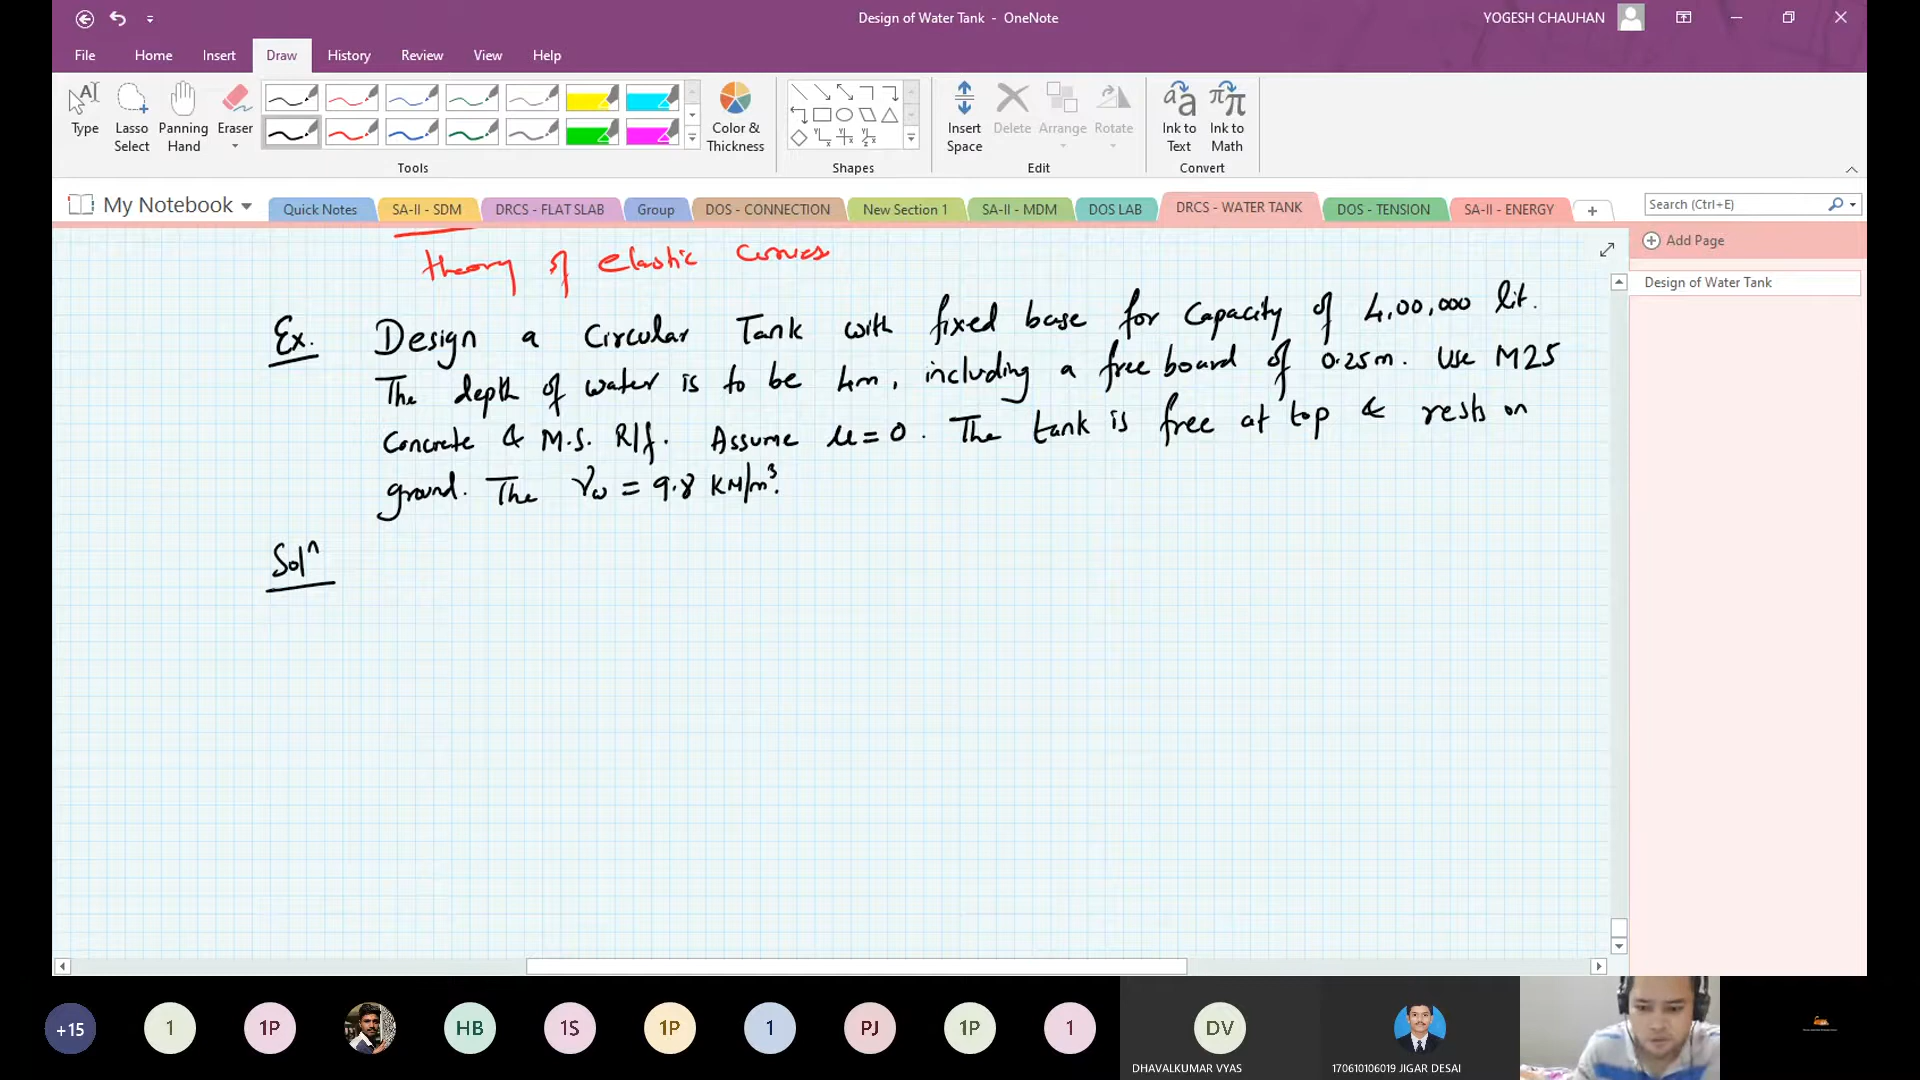 Design of Water Tank - OneNote
YOGESH CHAUHAN
File Home Insert Draw History Review View Help
Type
Lasso Select
Panning Hand
Eraser
Color & Thickness
Insert Space
Delete
Arrange
Rotate
Ink to Text
Ink to Math
Tools
Shapes
Edit
Convert
My Notebook
Quick Notes
SA-II - SDM
DRCS - FLAT SLAB
Group
DOS - CONNECTION
New Section 1
SA-II - MDM
DOS LAB
DRCS - WATER TANK
DOS - TENSION
SA-II - ENERGY
Search (Ctrl+E)
Add Page
Design of Water Tank
theory of elastic curves
Ex. Design a Circular Tank with fixed base for capacity of 4,00,000 lit.
The depth of water is to be 4m, including a free board of 0.25m. Use M25
Concrete & M.S. R/f. Assume μ = 0. The tank is free at top & rests on
ground. The γw = 9.8 KN/m³.
Solⁿ
+15
1
1P
HB
1S
1P
1
PJ
1P
1
DV
DHAVALKUMAR VYAS
170610106019 JIGAR DESAI